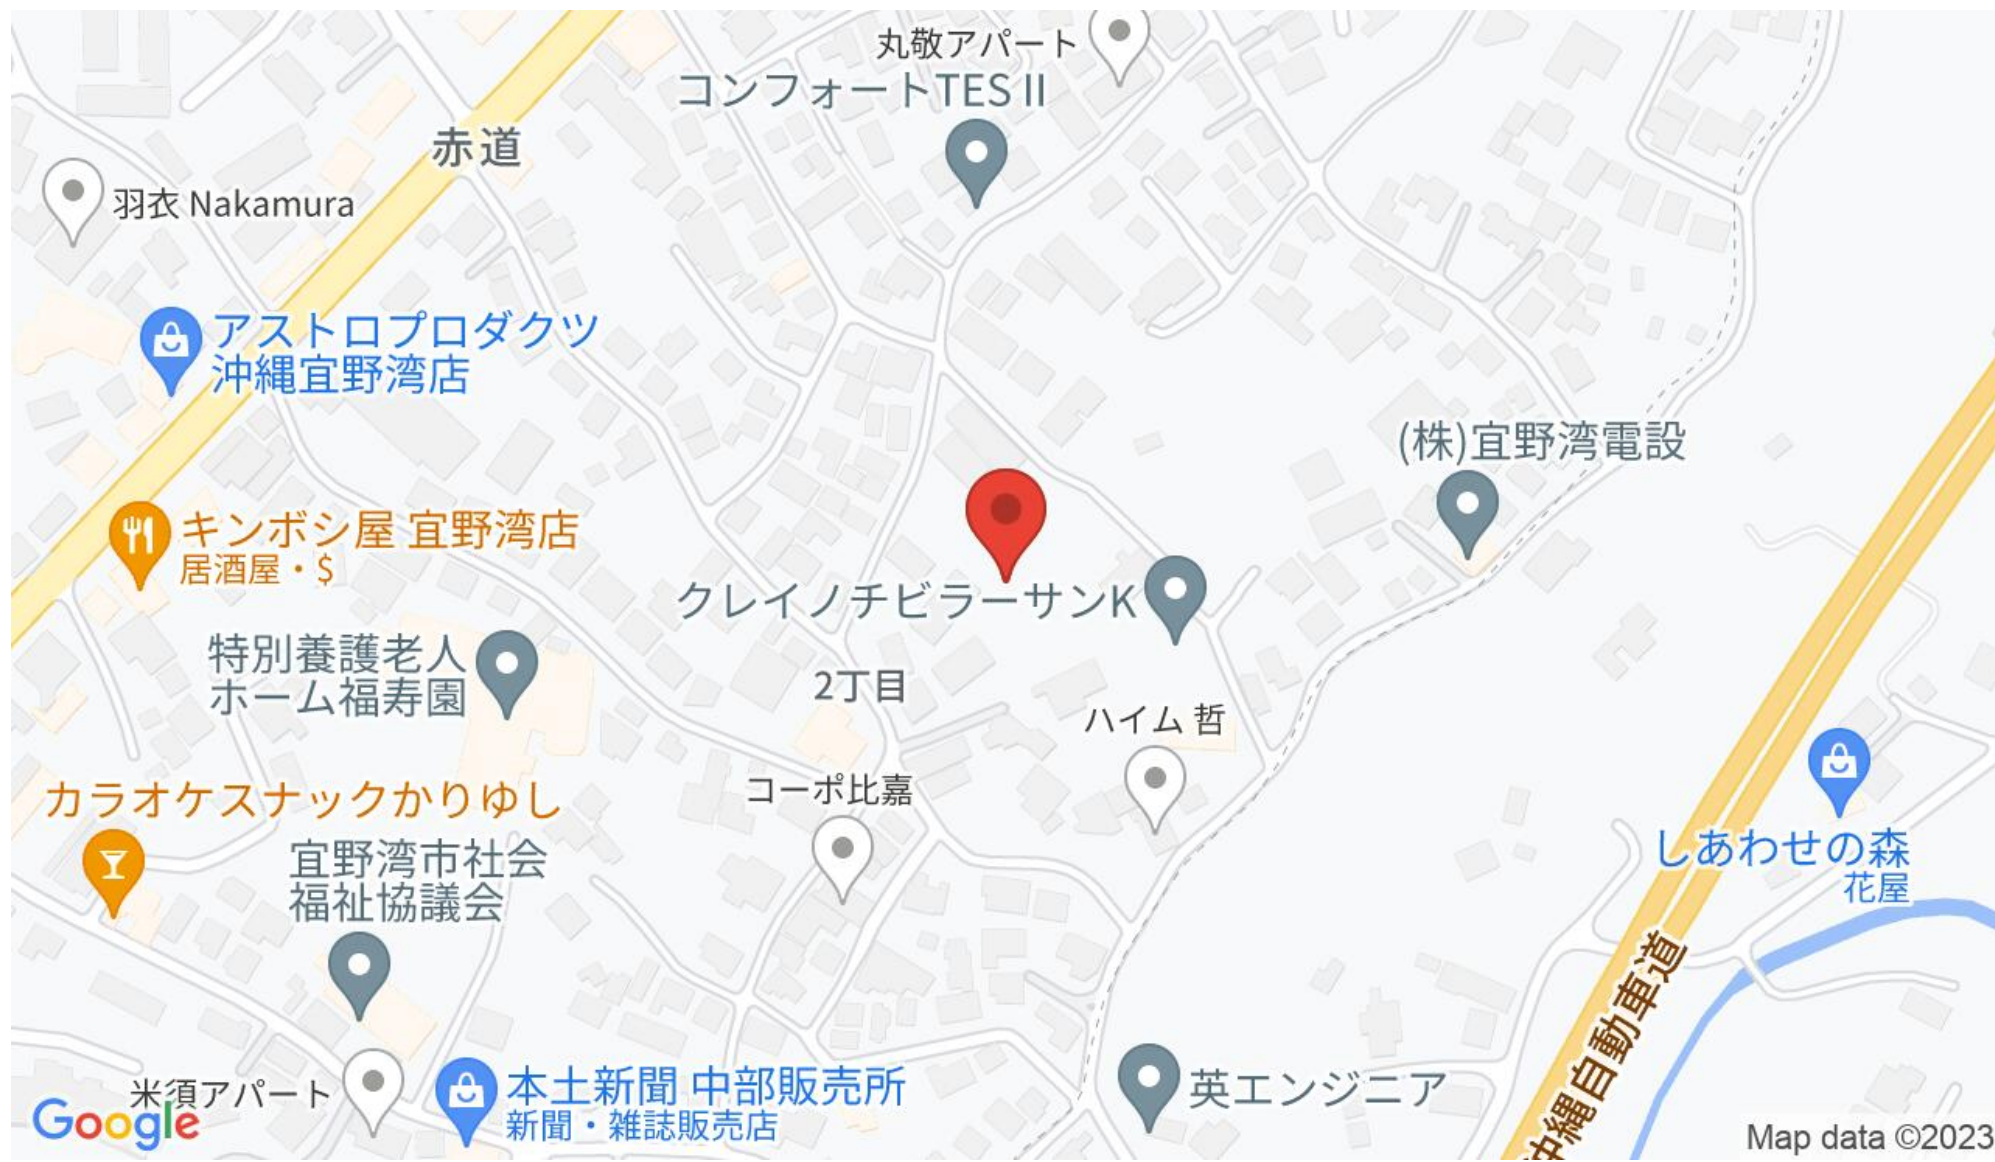 丸敬アパート
コンフォートTES II
赤道
羽衣 Nakamura
アストロプロダクツ
沖縄宜野湾店
(株)宜野湾電設
キンボシ屋 宜野湾店
居酒屋・$
クレイノチビラーサンK
特別養護老人
ホーム福寿園
2丁目
ハイム 哲
コーポ比嘉
カラオケスナックかりゆし
宜野湾市社会
福祉協議会
しあわせの森
花屋
沖縄自動車道
米須アパート
本土新聞 中部販売所
新聞・雑誌販売店
英エンジニア
Google
Map data ©2023